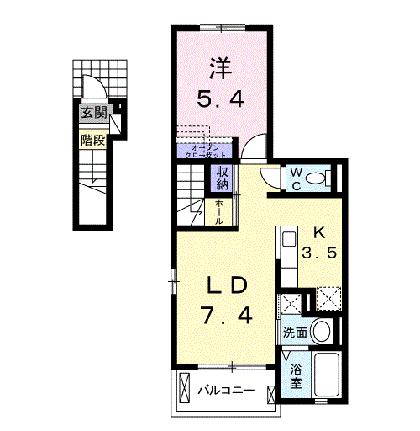 洋
5.4
玄関
階段
オープン
クローゼット
収納
WC
ホール
K
3.5
LD
7.4
洗面
浴室
バルコニー